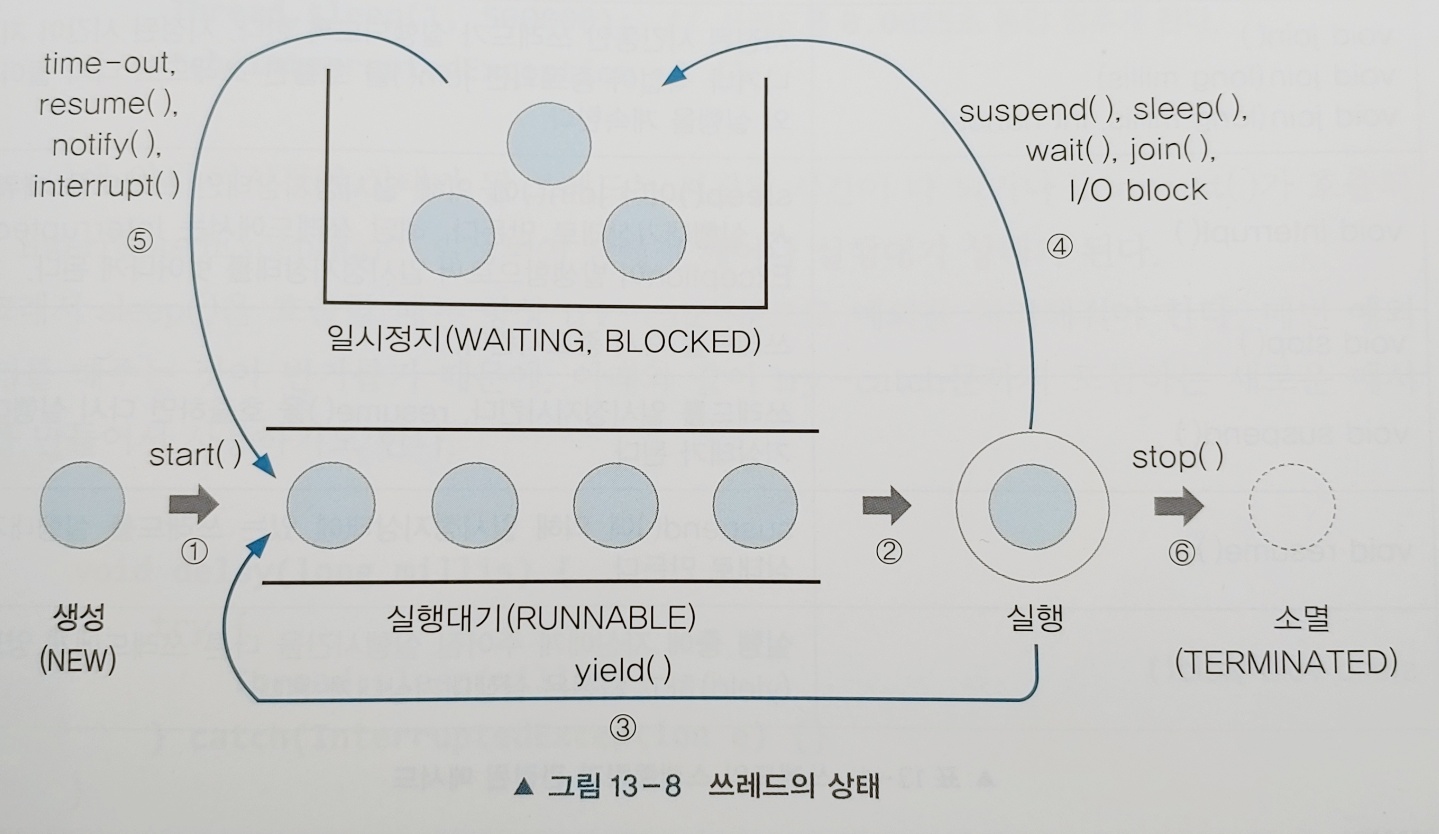 time-out,
resume( ),
notify( ),
interrupt( )
⑤
suspend( ), sleep( ),
wait( ), join( ),
I/O block
④
일시정지(WAITING, BLOCKED)
start( )
①
②
stop( )
⑥
생성
(NEW)
실행대기(RUNNABLE)
실행
소멸
(TERMINATED)
yield( )
③
▲ 그림 13-8 쓰레드의 상태